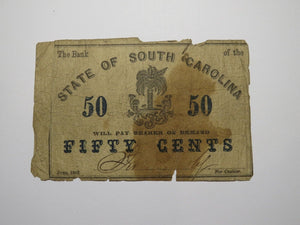 The Bank of the
STATE OF SOUTH CAROLINA
50 50
WILL PAY BEARER ON DEMAND
FIFTY CENTS